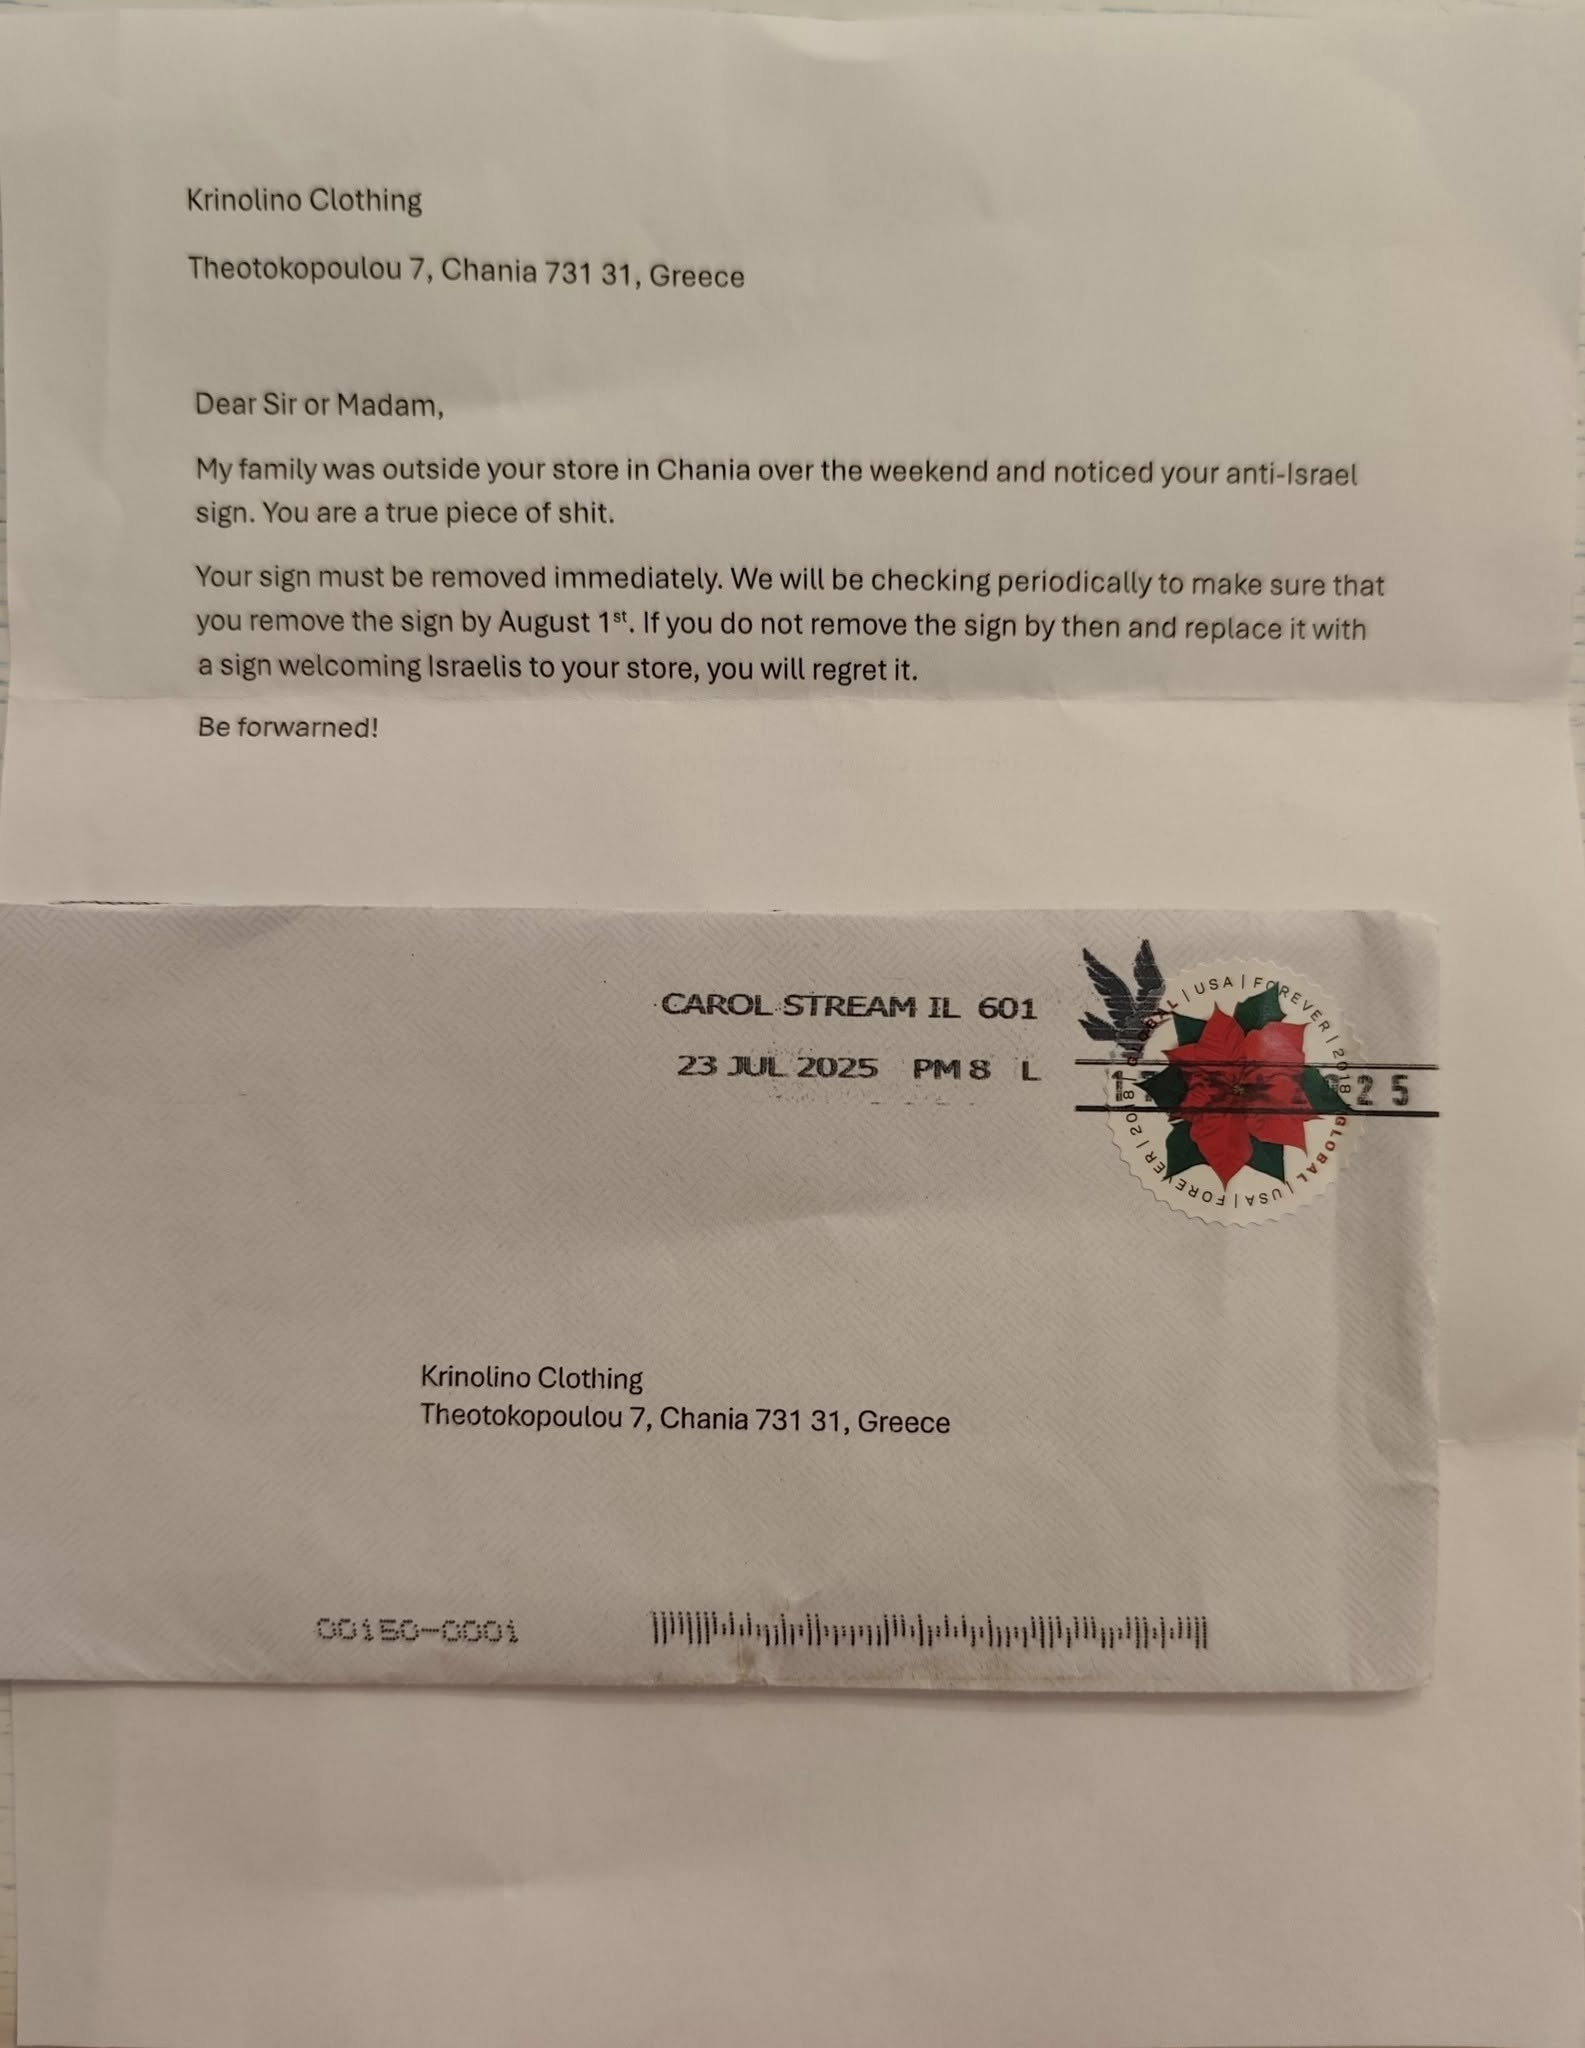 Krinolino Clothing
Theotokopoulou 7, Chania 731 31, Greece
Dear Sir or Madam,
My family was outside your store in Chania over the weekend and noticed your anti-Israel
sign. You are a true piece of shit.
Your sign must be removed immediately. We will be checking periodically to make sure that
you remove the sign by August 1st. If you do not remove the sign by then and replace it with
a sign welcoming Israelis to your store, you will regret it.
Be forwarned!
CAROL STREAM IL 601
23 JUL 2025 PM 8 L
GLOBAL | USA | FOREVER | 2018 | GLOBAL | USA | FOREVER | 2018
25
Krinolino Clothing
Theotokopoulou 7, Chania 731 31, Greece
00150-0001